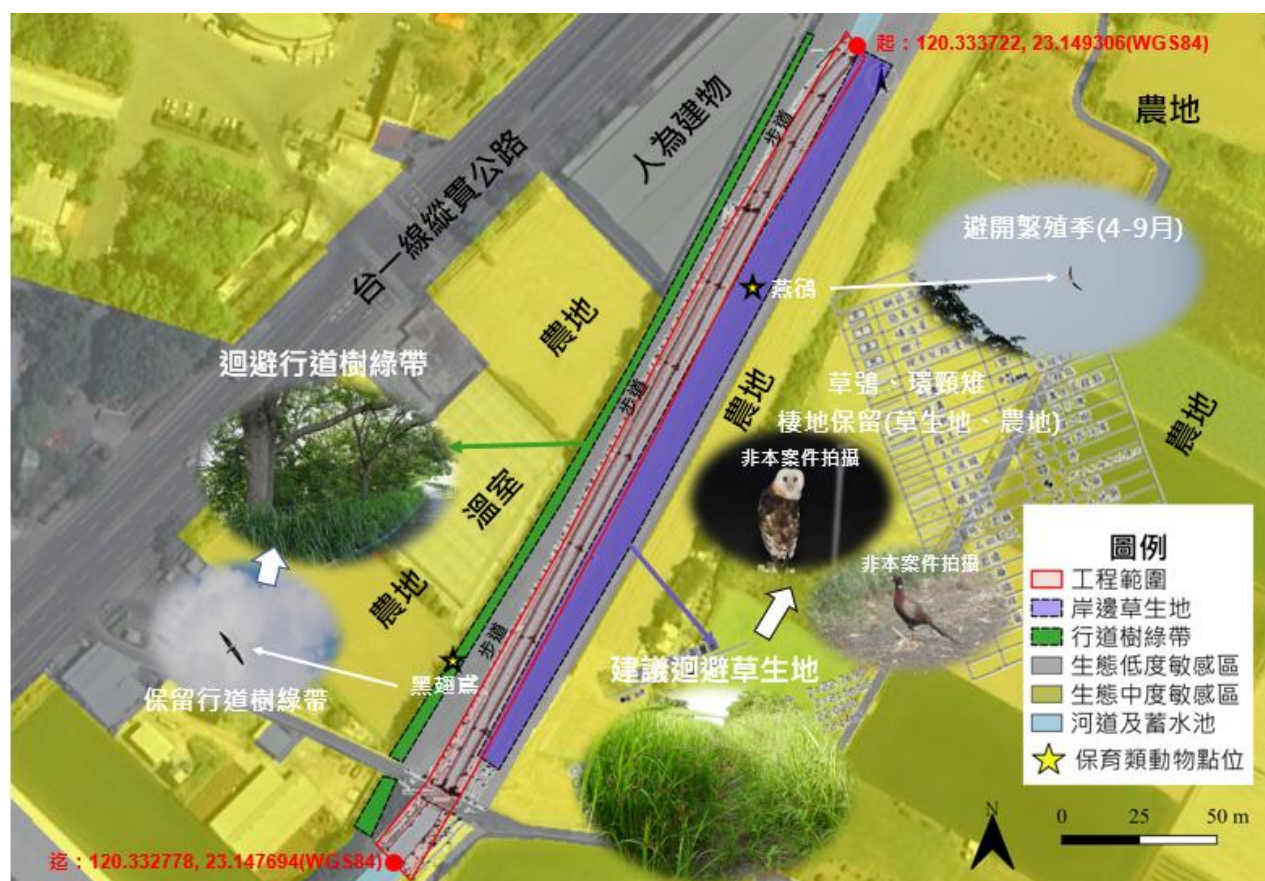 起：120.333722, 23.149306(WGS84)
農地
人為建物
步道
台一線縱貫公路
避開繁殖季(4-9月)
燕鴴
農地
迴避行道樹綠帶
步道
農地
草鴞、環頸雉
棲地保留(草生地、農地)
農地
非本案件拍攝
溫室
非本案件拍攝
農地
步道
建議迴避草生地
黑翅鳶
保留行道樹綠帶
圖例
工程範圍
岸邊草生地
行道樹綠帶
生態低度敏感區
生態中度敏感區
河道及蓄水池
保育類動物點位
N
0 25 50 m
迄：120.332778, 23.147694(WGS84)